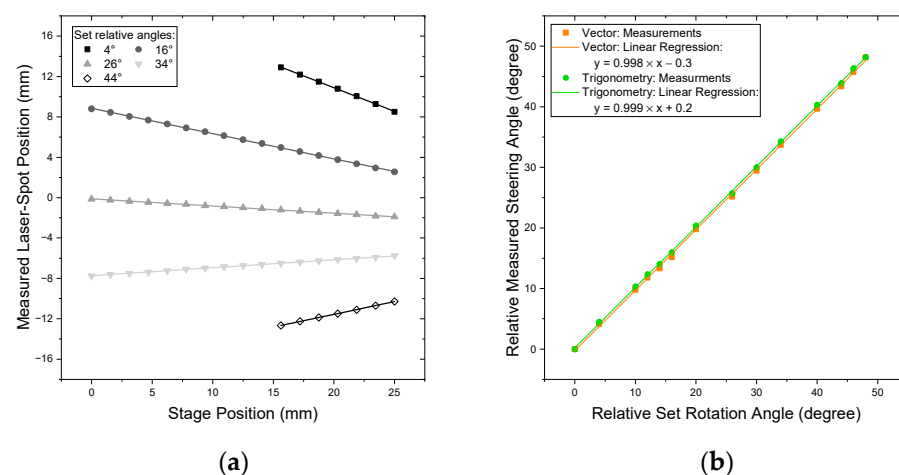 Set relative angles:
4° 16°
26° 34°
44°
16
12
8
4
0
−4
−8
−12
−16
Measured Laser-Spot Position (mm)
0 5 10 15 20 25
Stage Position (mm)
(a)
Vector: Measurements
Vector: Linear Regression:
y = 0.998 × x – 0.3
Trigonometry: Measurments
Trigonometry: Linear Regression:
y = 0.999 × x + 0.2
50
40
30
20
10
0
Relative Measured Steering Angle (degree)
0 10 20 30 40 50
Relative Set Rotation Angle (degree)
(b)